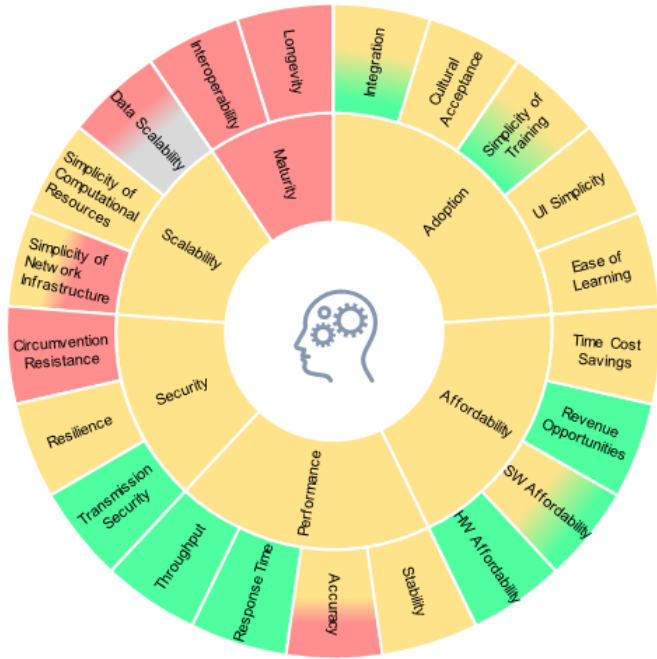 Integration
Cultural
Acceptance
Simplicity of
Training
UI Simplicity
Ease of
Learning
Time Cost
Savings
Revenue
Opportunities
SW Affordability
HW Affordability
Stability
Accuracy
Response Time
Throughput
Transmission
Security
Resilience
Circumvention
Resistance
Simplicity of
Network
Infrastructure
Simplicity of
Computational
Resources
Data Scalability
Interoperability
Longevity
Adoption
Affordability
Performance
Security
Scalability
Maturity